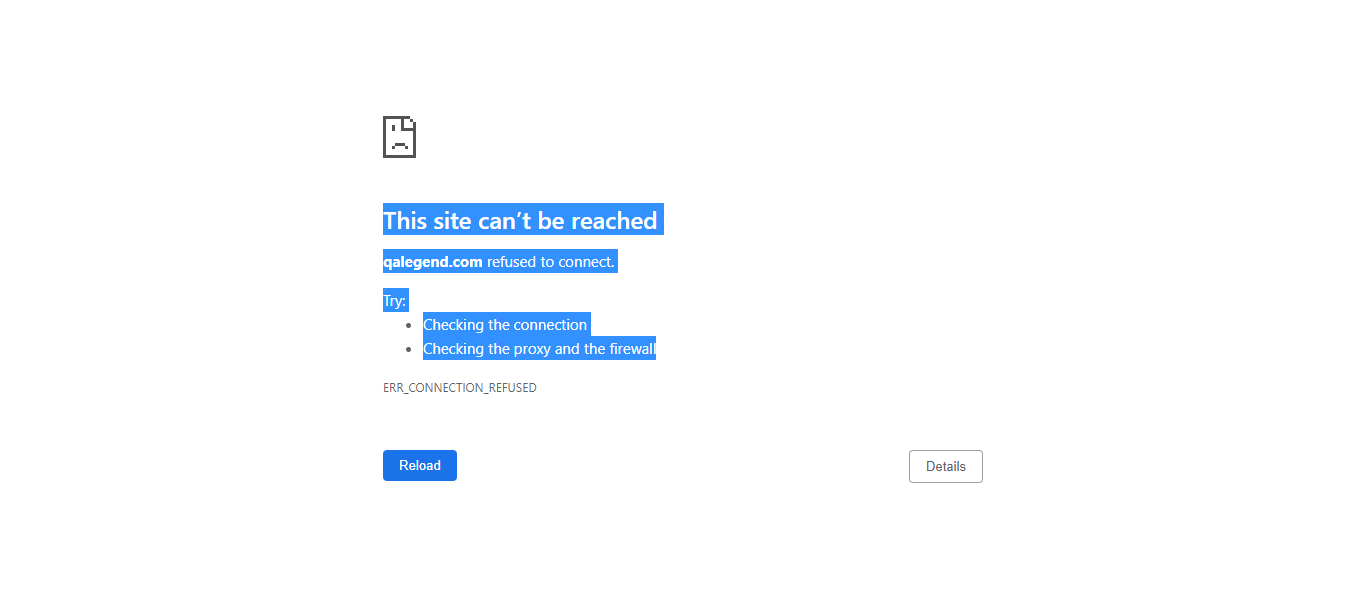 This site can’t be reached
qalegend.com refused to connect.
Try:
Checking the connection
Checking the proxy and the firewall
ERR_CONNECTION_REFUSED
Reload
Details